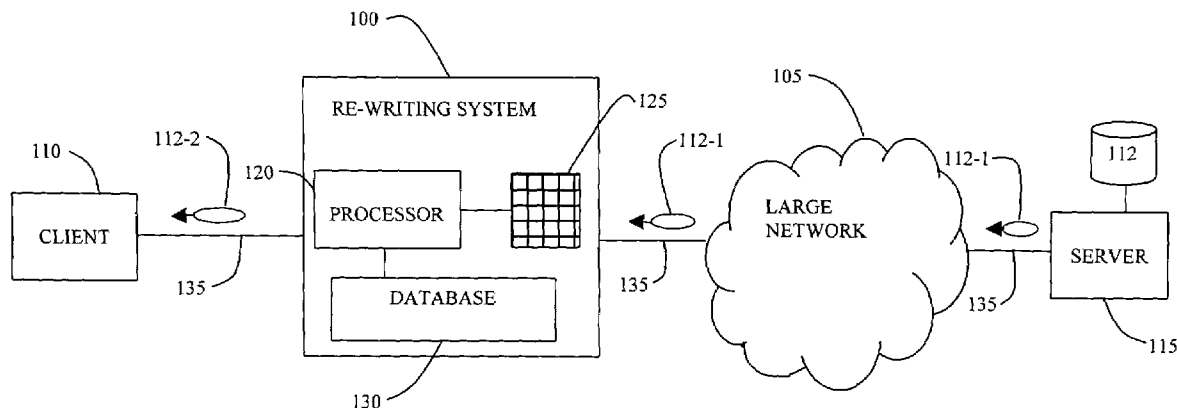 100
RE-WRITING SYSTEM
125
105
112-2
110
120
112-1
112-1
112
CLIENT
PROCESSOR
LARGE
NETWORK
SERVER
135
DATABASE
135
135
115
130